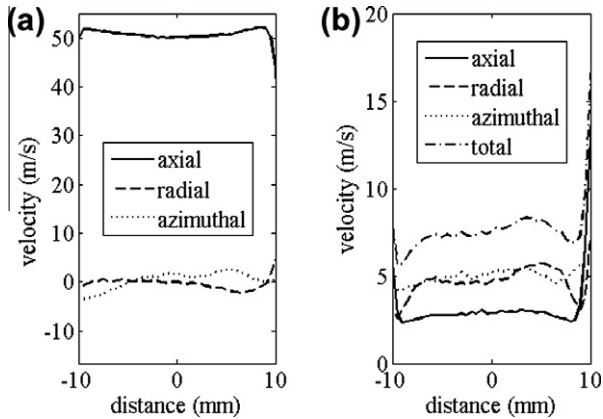 (a)
50
40
30
20
10
0
-10
velocity (m/s)
axial
radial
azimuthal
-10
0
10
distance (mm)
(b)
20
15
10
5
0
velocity (m/s)
axial
radial
azimuthal
total
-10
0
10
distance (mm)